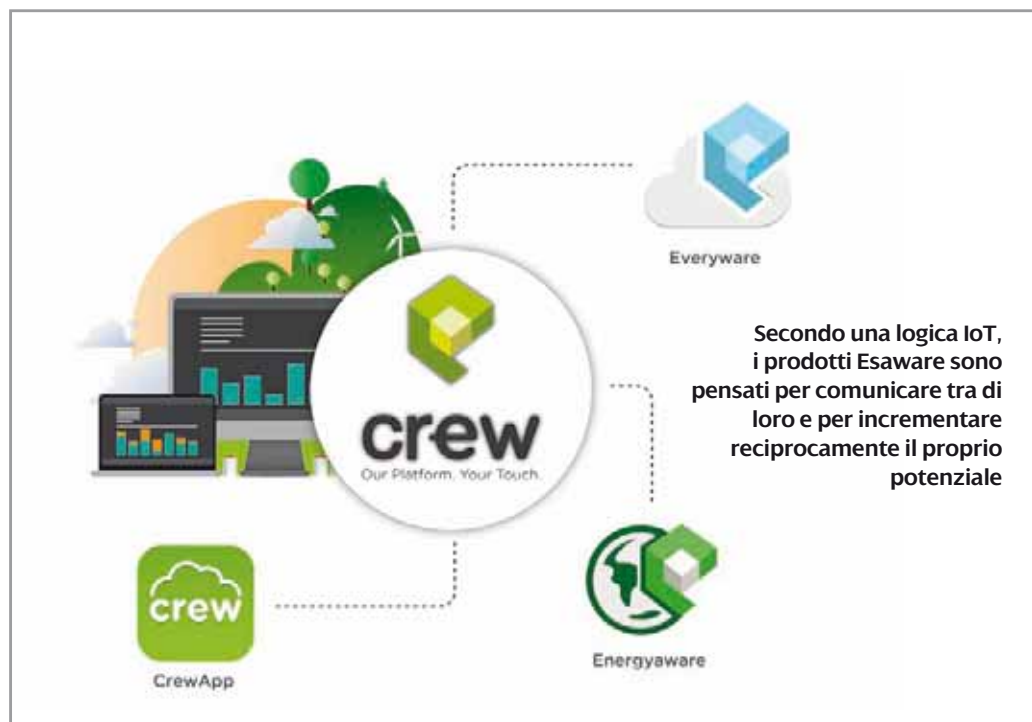 Everyware
crew
Our Platform. Your Touch.
Secondo una logica IoT,
i prodotti Esaware sono
pensati per comunicare tra di
loro e per incrementare
reciprocamente il proprio
potenziale
crew
CrewApp
Energyaware